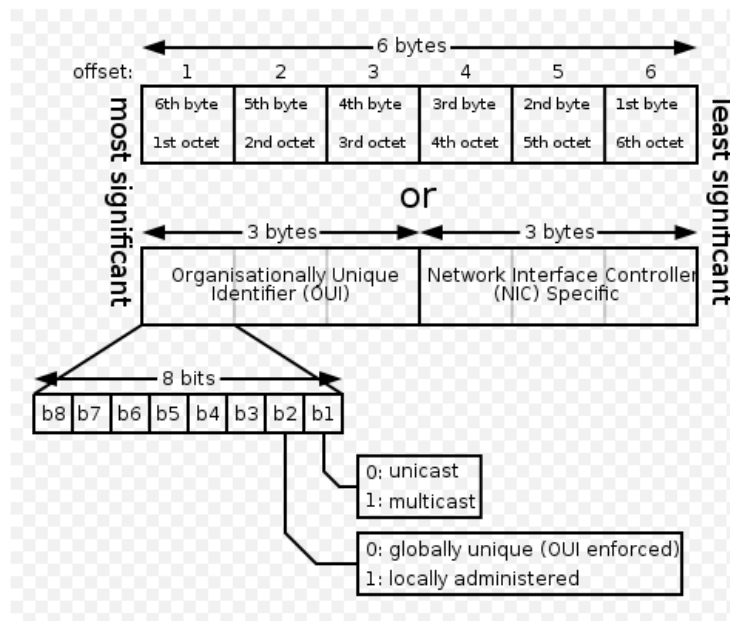 6 bytes
offset: 1 2 3 4 5 6
6th byte 5th byte 4th byte 3rd byte 2nd byte 1st byte
1st octet 2nd octet 3rd octet 4th octet 5th octet 6th octet
most significant
least significant
or
3 bytes 3 bytes
Organisationally Unique
Identifier (OUI)
Network Interface Controller
(NIC) Specific
8 bits
b8 b7 b6 b5 b4 b3 b2 b1
0: unicast
1: multicast
0: globally unique (OUI enforced)
1: locally administered